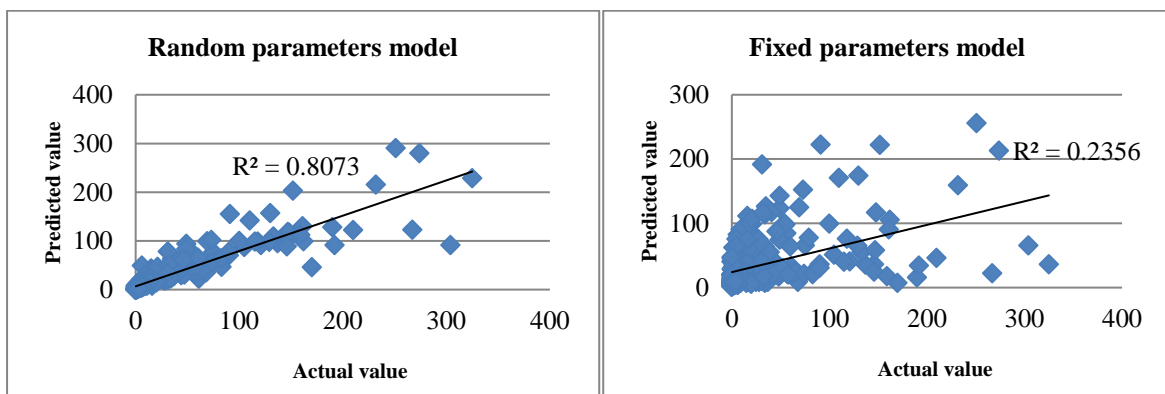 Random parameters model
400
300
200
100
0
Predicted value
R² = 0.8073
0 100 200 300 400
Actual value
Fixed parameters model
300
200
100
0
Predicted value
R² = 0.2356
0 100 200 300 400
Actual value